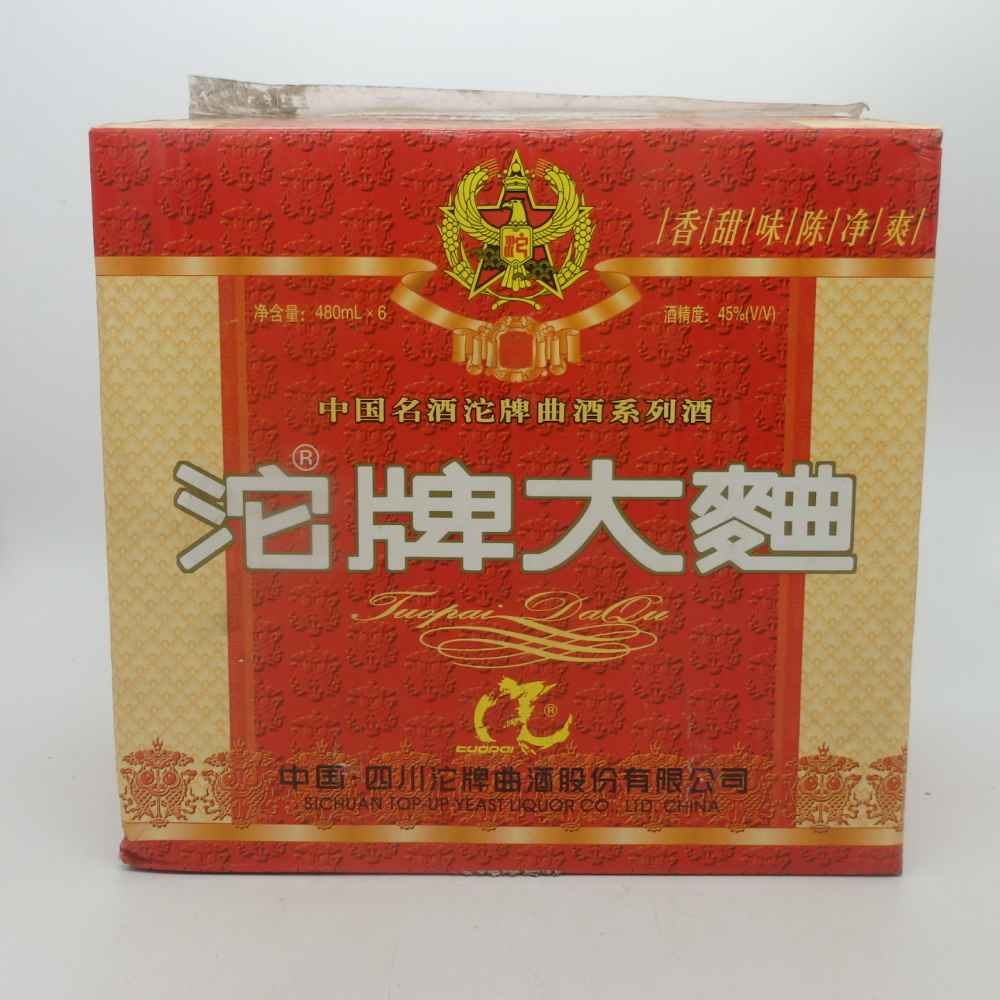 沱
香/甜/味/陈/净/爽
净含量:480mL×6
酒精度:45%(V/V)
中国名酒沱牌曲酒系列酒
沱®牌大麯
Tuopai DaQu
®
tuopai
中国·四川沱牌曲酒股份有限公司
SICHUAN TOP-UP YEAST LIQUOR CO., LTD. CHINA